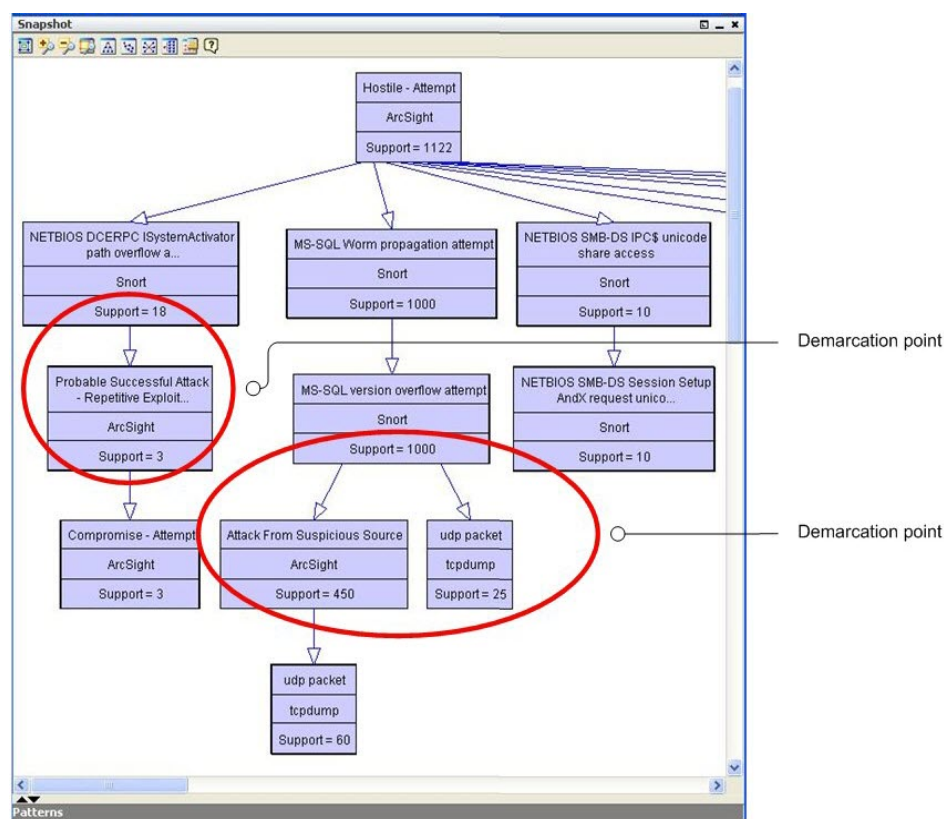 Snapshot
Hostile - Attempt
ArcSight
Support = 1122
NETBIOS DCERPC ISystemActivator
path overflow a...
Snort
Support = 18
MS-SQL Worm propagation attempt
Snort
Support = 1000
NETBIOS SMB-DS IPC$ unicode
share access
Snort
Support = 10
Demarcation point
Probable Successful Attack
- Repetitive Exploit...
ArcSight
Support = 3
MS-SQL version overflow attempt
Snort
Support = 1000
NETBIOS SMB-DS Session Setup
AndX request unico...
Snort
Support = 10
Demarcation point
Compromise - Attempt
ArcSight
Support = 3
Attack From Suspicious Source
ArcSight
Support = 450
udp packet
tcpdump
Support = 25
udp packet
tcpdump
Support = 60
Patterns